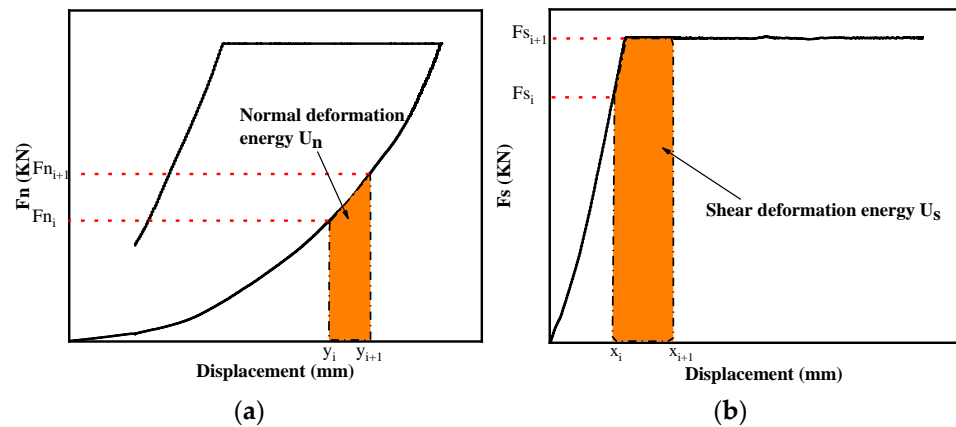 Fn (KN)
Fn_{i+1}
Fn_i
Normal deformation
energy U_n
y_i
y_{i+1}
Displacement (mm)
(a)
Fs (KN)
Fs_{i+1}
Fs_i
Shear deformation energy U_s
x_i
x_{i+1}
Displacement (mm)
(b)